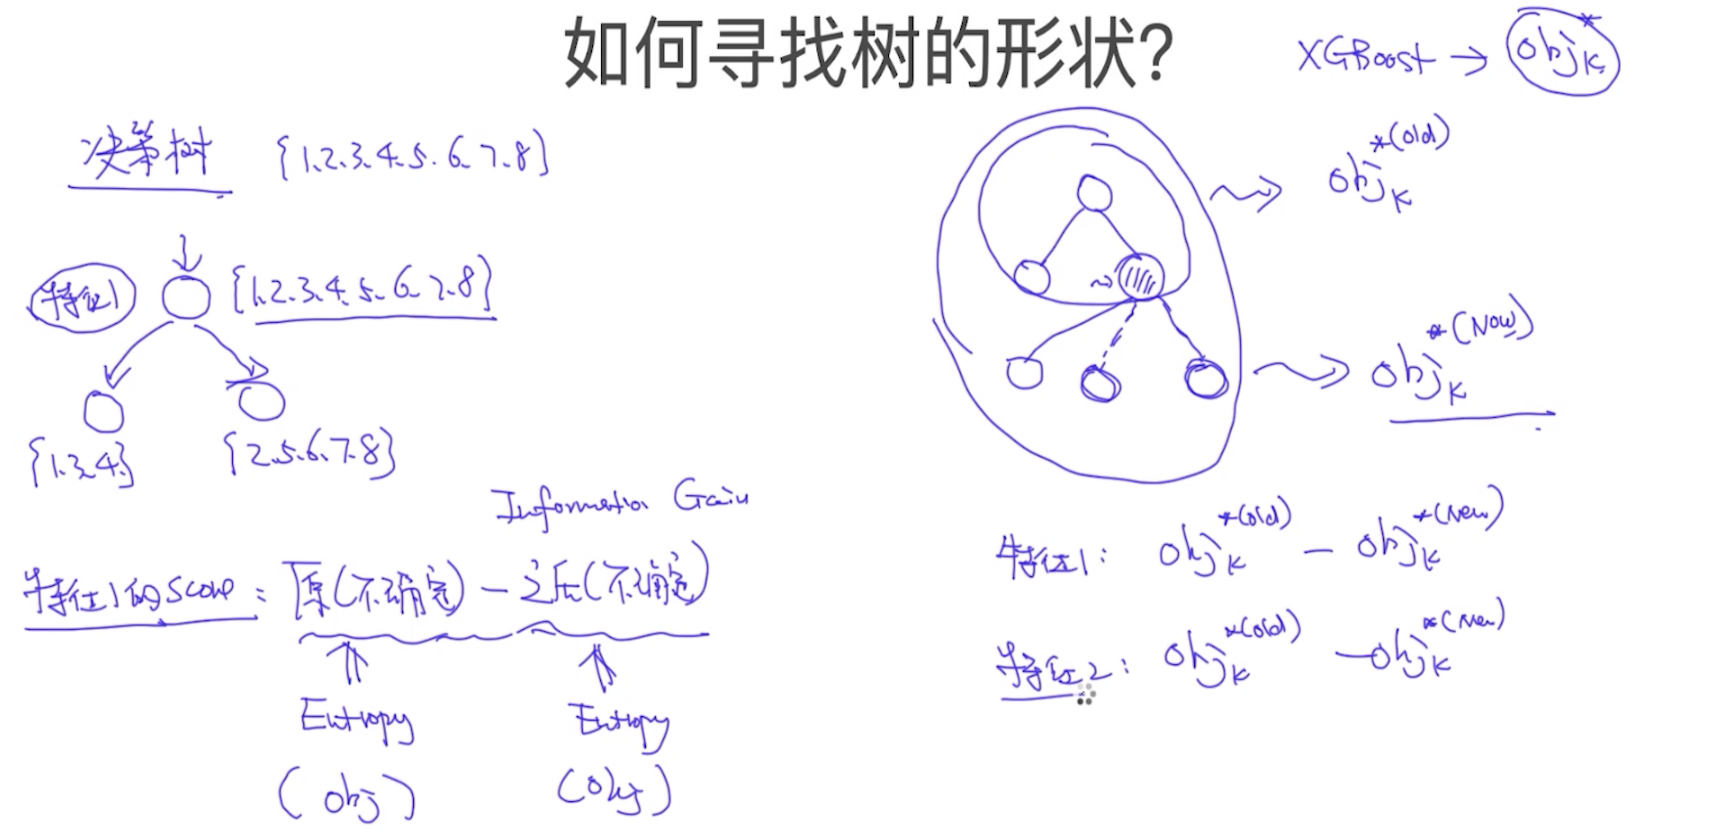 如何寻找树的形状?
XGBoost → obj_k^*
决策树 {1.2.3.4.5.6.7.8}
特征1 {1.2.3.4.5.6.7.8}
{1.3.4} {2.5.6.7.8}
Information Gain
特征1的Score : 原(不确定) - 之后(不确定)
Entropy Entropy
(obj) (obj)
obj_k^*(old)
obj_k^*(Now)
特征1: obj_k^*(old) - obj_k^*(New)
特征2: obj_k^*(old) - obj_k^*(New)